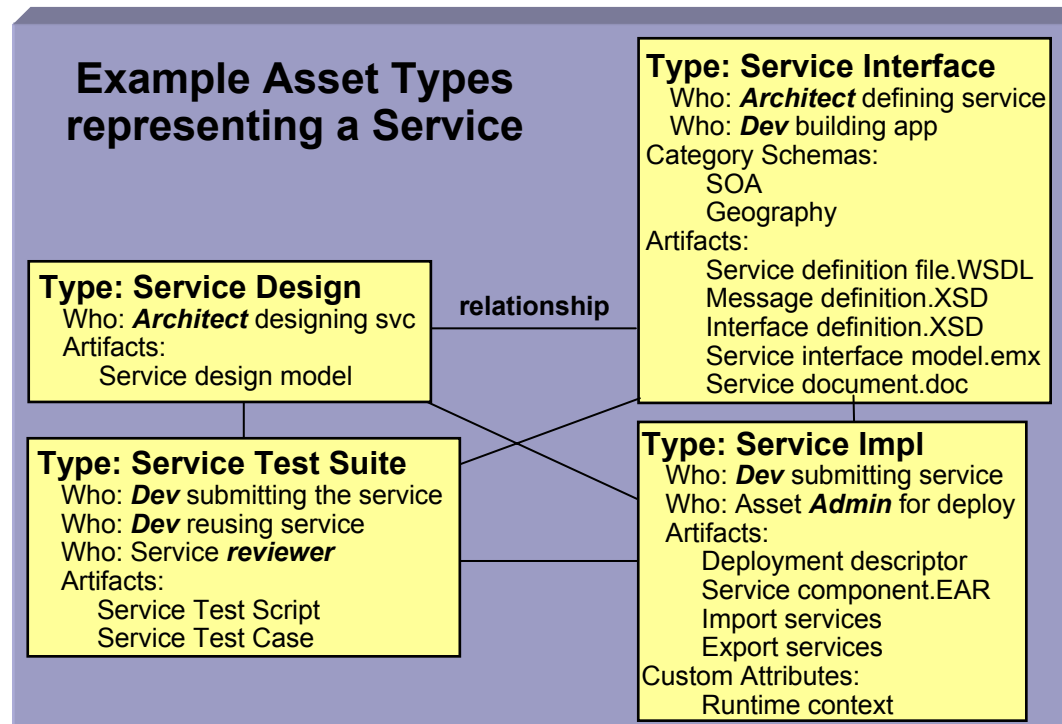 Example Asset Types
representing a Service
Type: Service Interface
Who: Architect defining service
Who: Dev building app
Category Schemas:
SOA
Geography
Artifacts:
Service definition file.WSDL
Message definition.XSD
Interface definition.XSD
Service interface model.emx
Service document.doc
Type: Service Design
Who: Architect designing svc
Artifacts:
Service design model
relationship
Type: Service Test Suite
Who: Dev submitting the service
Who: Dev reusing service
Who: Service reviewer
Artifacts:
Service Test Script
Service Test Case
Type: Service Impl
Who: Dev submitting service
Who: Asset Admin for deploy
Artifacts:
Deployment descriptor
Service component.EAR
Import services
Export services
Custom Attributes:
Runtime context